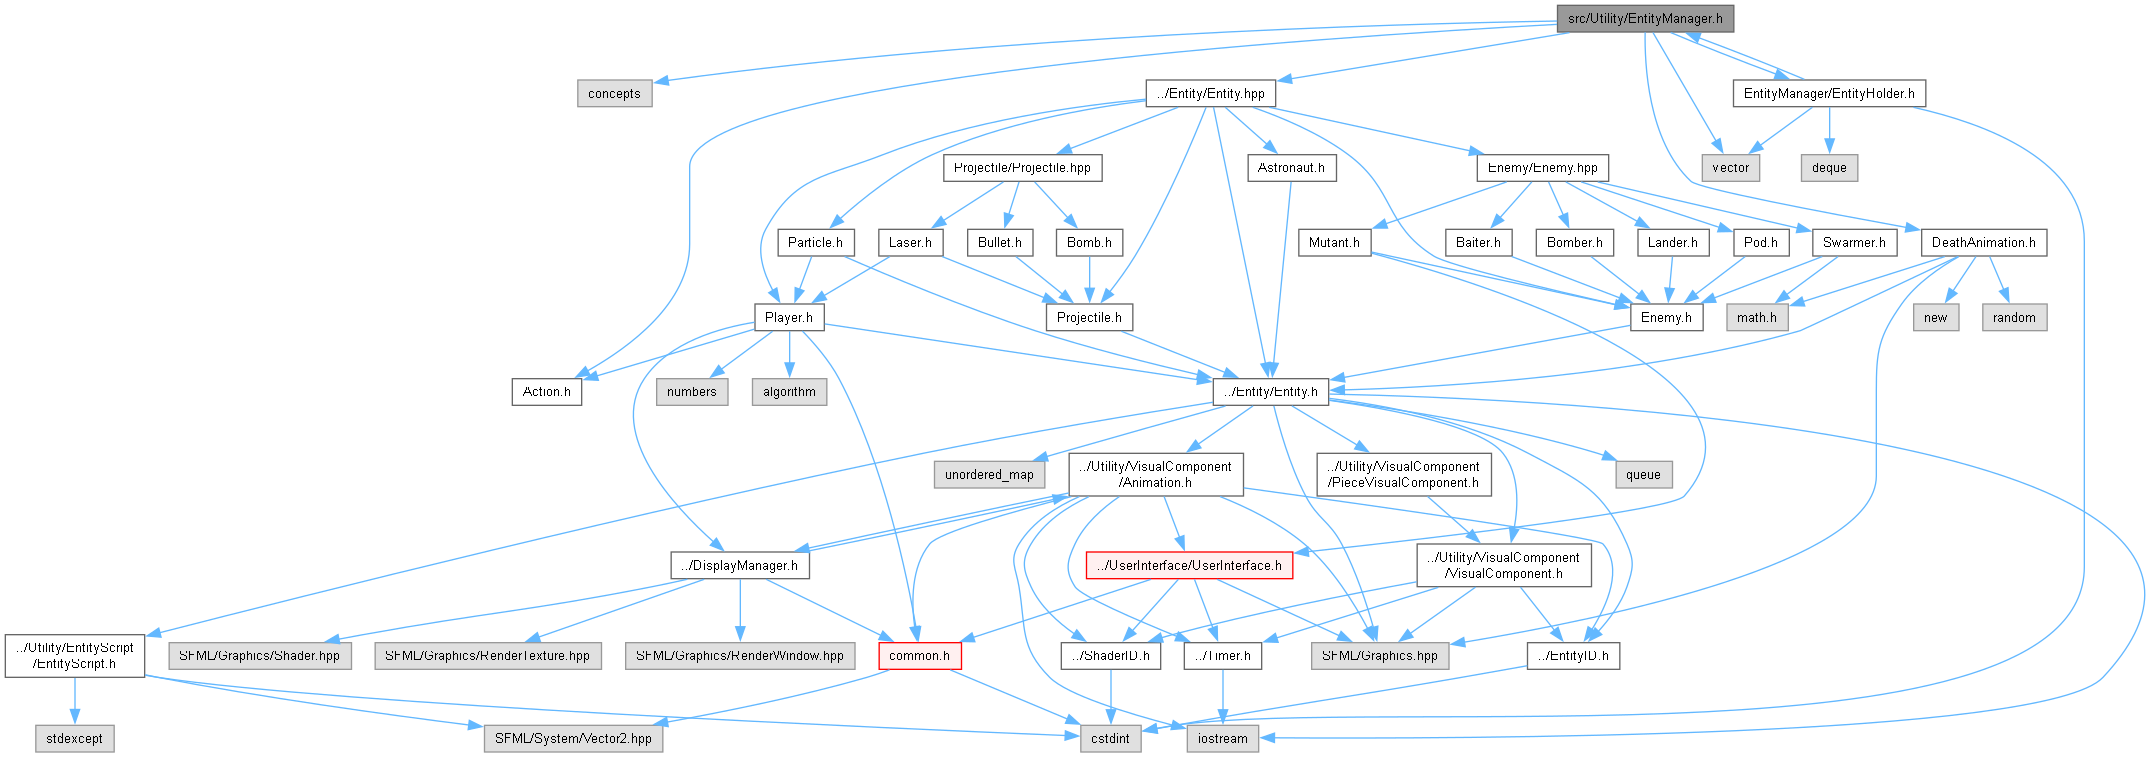 src/Utility/EntityManager.h
concepts
../Entity/Entity.hpp
EntityManager/EntityHolder.h
Projectile/Projectile.hpp
Astronaut.h
Enemy/Enemy.hpp
vector
deque
Particle.h
Laser.h
Bullet.h
Bomb.h
Mutant.h
Baiter.h
Bomber.h
Lander.h
Pod.h
Swarmer.h
DeathAnimation.h
Player.h
Projectile.h
Enemy.h
math.h
new
random
Action.h
numbers
algorithm
../Entity/Entity.h
unordered_map
../Utility/VisualComponent
/Animation.h
../Utility/VisualComponent
/PieceVisualComponent.h
queue
../DisplayManager.h
../UserInterface/UserInterface.h
../Utility/VisualComponent
/VisualComponent.h
../Utility/EntityScript
/EntityScript.h
SFML/Graphics/Shader.hpp
SFML/Graphics/RenderTexture.hpp
SFML/Graphics/RenderWindow.hpp
common.h
../ShaderID.h
../Timer.h
SFML/Graphics.hpp
../EntityID.h
stdexcept
SFML/System/Vector2.hpp
cstdint
iostream